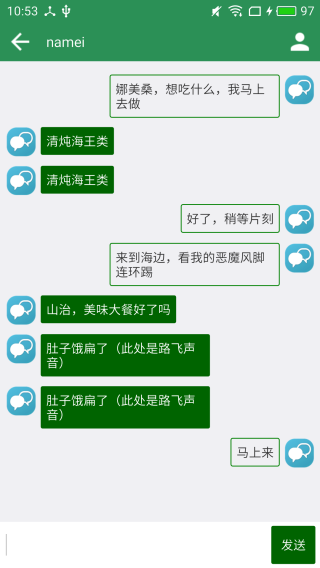 10:53
97
namei
娜美桑，想吃什么，我马上
去做
清炖海王类
清炖海王类
好了，稍等片刻
来到海边，看我的恶魔风脚
连环踢
山治，美味大餐好了吗
肚子饿扁了（此处是路飞声
音）
肚子饿扁了（此处是路飞声
音）
马上来
发送